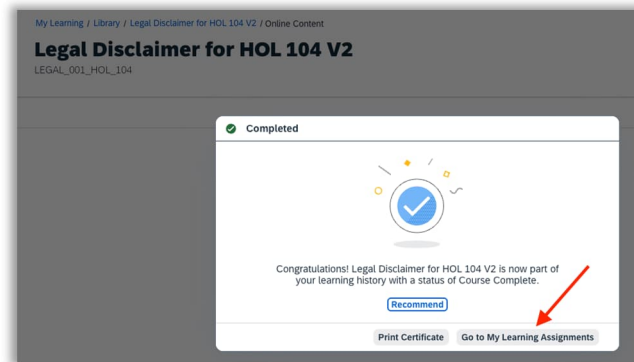 My Learning / Library / Legal Disclaimer for HOL 104 V2 / Online Content
Legal Disclaimer for HOL 104 V2
LEGAL_001_HOL_104
Completed
Congratulations! Legal Disclaimer for HOL 104 V2 is now part of
your learning history with a status of Course Complete.
Recommend
Print Certificate Go to My Learning Assignments